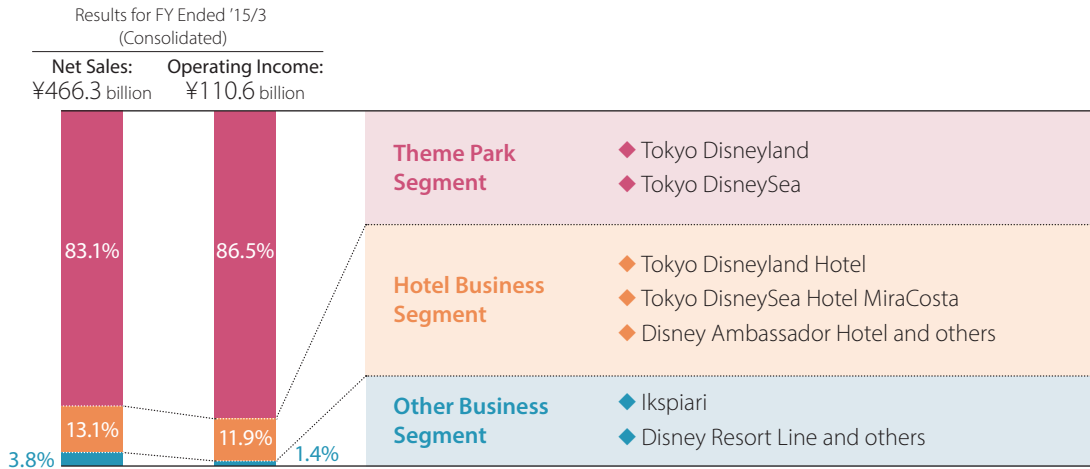 Results for FY Ended '15/3
(Consolidated)
Net Sales:
¥466.3 billion
Operating Income:
¥110.6 billion
83.1%
86.5%
13.1%
11.9%
3.8%
1.4%
Theme Park
Segment
◆ Tokyo Disneyland
◆ Tokyo DisneySea
Hotel Business
Segment
◆ Tokyo Disneyland Hotel
◆ Tokyo DisneySea Hotel MiraCosta
◆ Disney Ambassador Hotel and others
Other Business
Segment
◆ Ikspiari
◆ Disney Resort Line and others